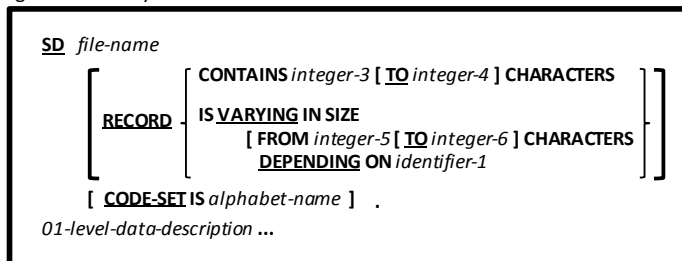 SD file-name
CONTAINS integer-3 [ TO integer-4 ] CHARACTERS
RECORD IS VARYING IN SIZE
[ FROM integer-5 [ TO integer-6 ] CHARACTERS
DEPENDING ON identifier-1
[ CODE-SET IS alphabet-name ] .
01-level-data-description ...